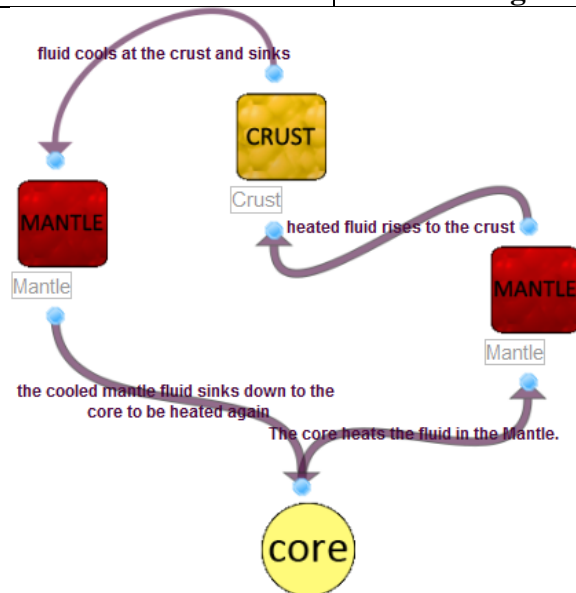 g
fluid cools at the crust and sinks
CRUST
Crust
MANTLE
Mantle
heated fluid rises to the crust
MANTLE
Mantle
the cooled mantle fluid sinks down to the
core to be heated again
The core heats the fluid in the Mantle.
core